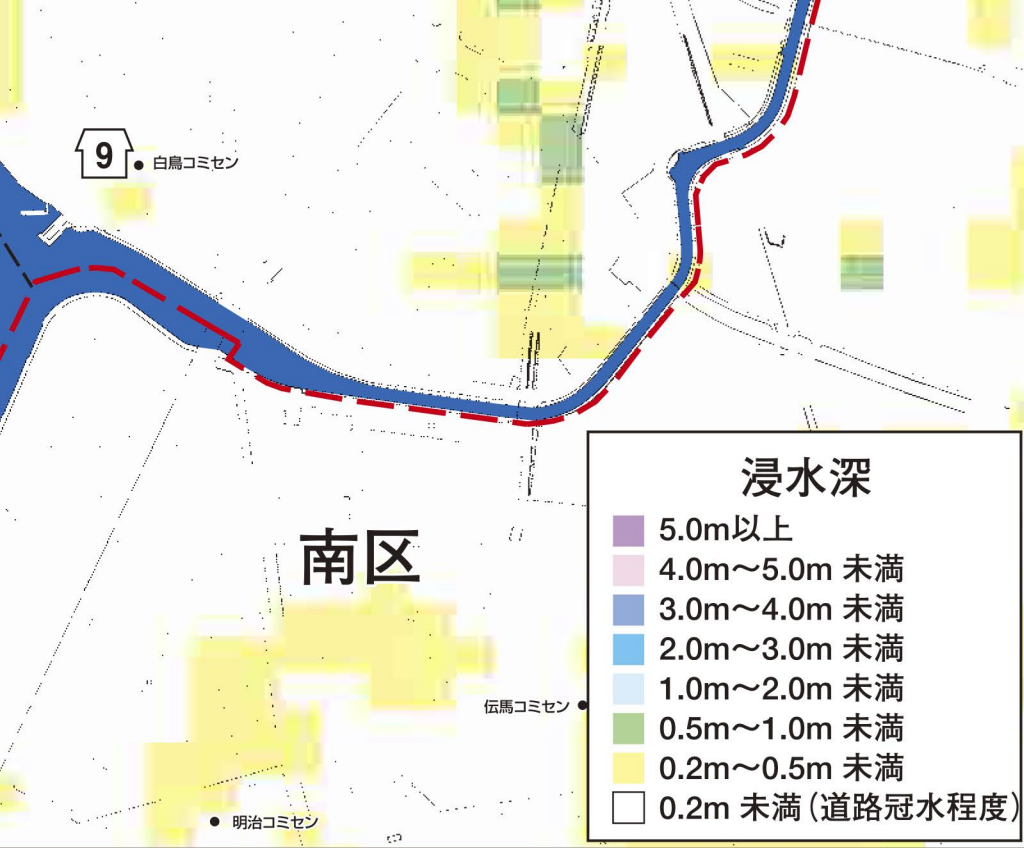 9
白鳥コミセン
南区
伝馬コミセン
明治コミセン
浸水深
5.0m以上
4.0m～5.0m 未満
3.0m～4.0m 未満
2.0m～3.0m 未満
1.0m～2.0m 未満
0.5m～1.0m 未満
0.2m～0.5m 未満
0.2m 未満（道路冠水程度）